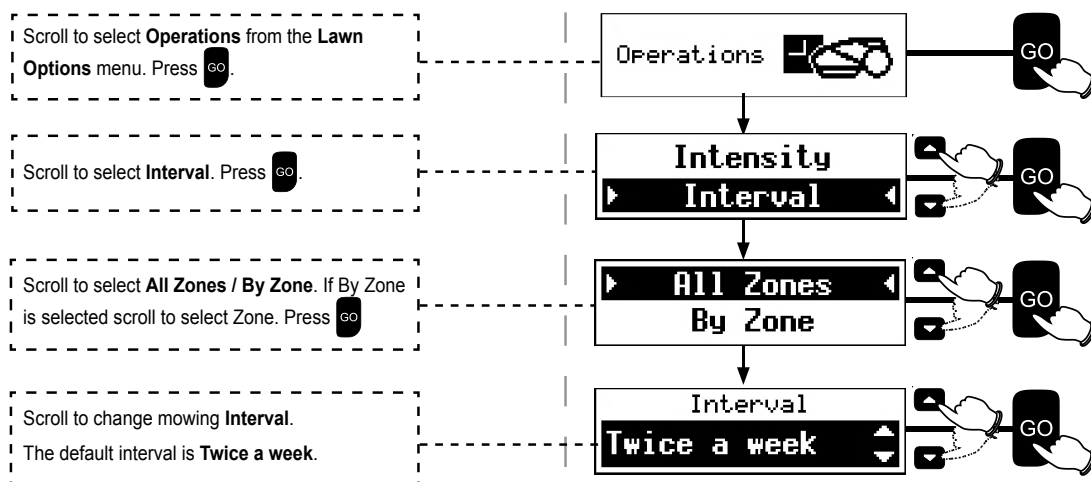 Scroll to select Operations from the Lawn
Options menu. Press GO.
Operations
GO
Scroll to select Interval. Press GO.
Intensity
Interval
GO
Scroll to select All Zones / By Zone. If By Zone
is selected scroll to select Zone. Press GO
All Zones
By Zone
GO
Scroll to change mowing Interval.
The default interval is Twice a week.
Interval
Twice a week
GO